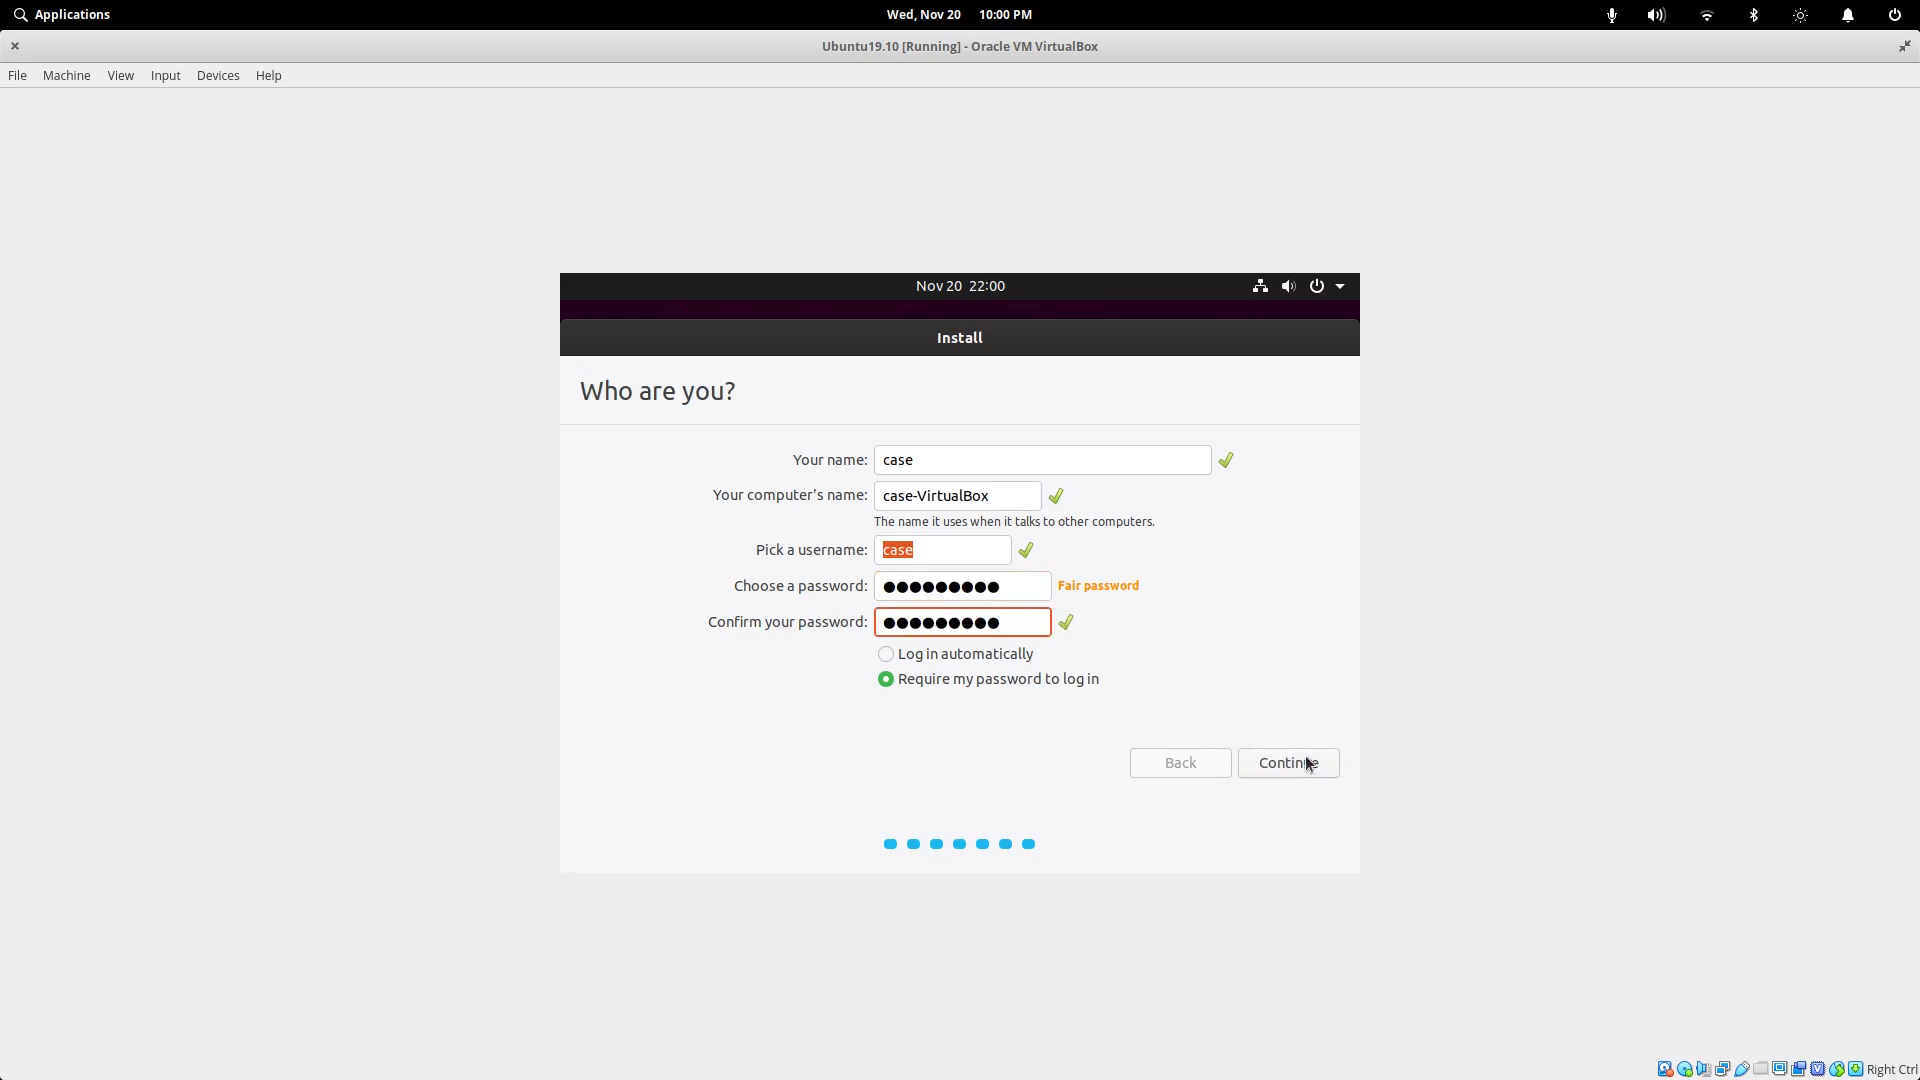 Applications
Wed, Nov 20 10:00 PM
Ubuntu19.10 [Running] - Oracle VM VirtualBox
File Machine View Input Devices Help
Nov 20 22:00
Install
Who are you?
Your name: case
Your computer's name: case-VirtualBox
The name it uses when it talks to other computers.
Pick a username: case
Choose a password: ●●●●●●●●● Fair password
Confirm your password: ●●●●●●●●●
Log in automatically
Require my password to log in
Back Continue
Right Ctrl